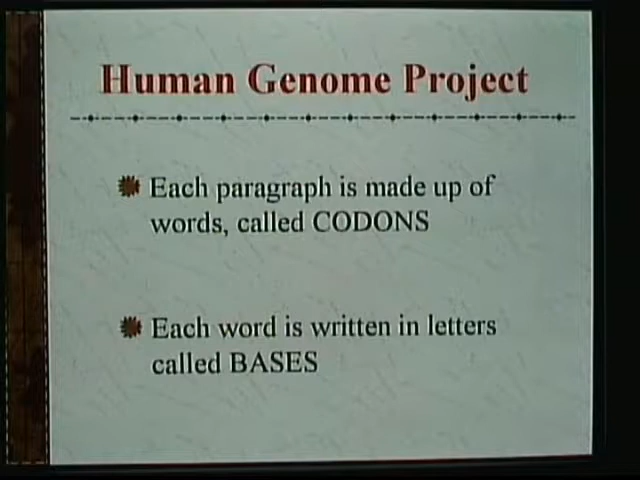 Human Genome Project
Each paragraph is made up of
words, called CODONS
Each word is written in letters
called BASES